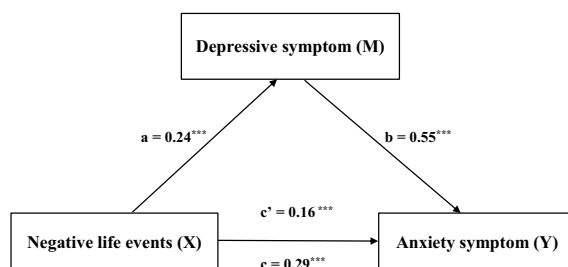 Depressive symptom (M)
a = 0.24***
b = 0.55***
c’ = 0.16 ***
Negative life events (X)
Anxiety symptom (Y)
c = 0.29***